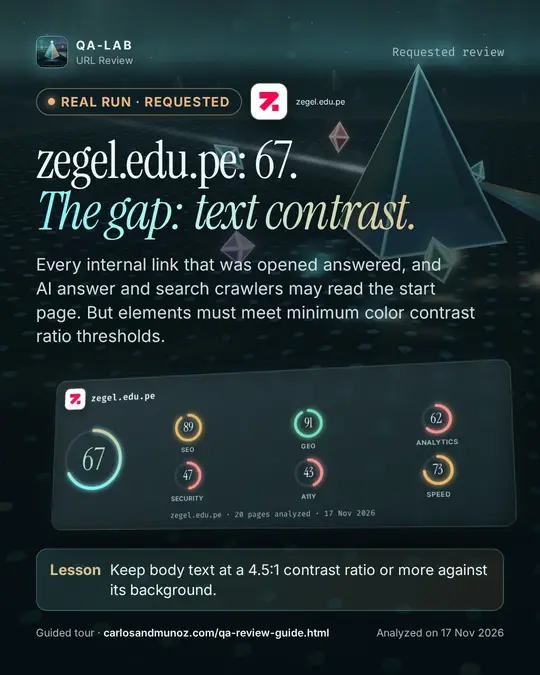 QA-LAB
URL Review
Requested review
REAL RUN · REQUESTED
zegel.edu.pe
zegel.edu.pe: 67.
The gap: text contrast.
Every internal link that was opened answered, and
AI answer and search crawlers may read the start
page. But elements must meet minimum color contrast
ratio thresholds.
zegel.edu.pe
67
89
SEO
91
GEO
62
ANALYTICS
47
SECURITY
43
A11Y
73
SPEED
zegel.edu.pe · 20 pages analyzed · 17 Nov 2026
Lesson Keep body text at a 4.5:1 contrast ratio or more against
its background.
Guided tour · carlosandmunoz.com/qa-review-guide.html
Analyzed on 17 Nov 2026